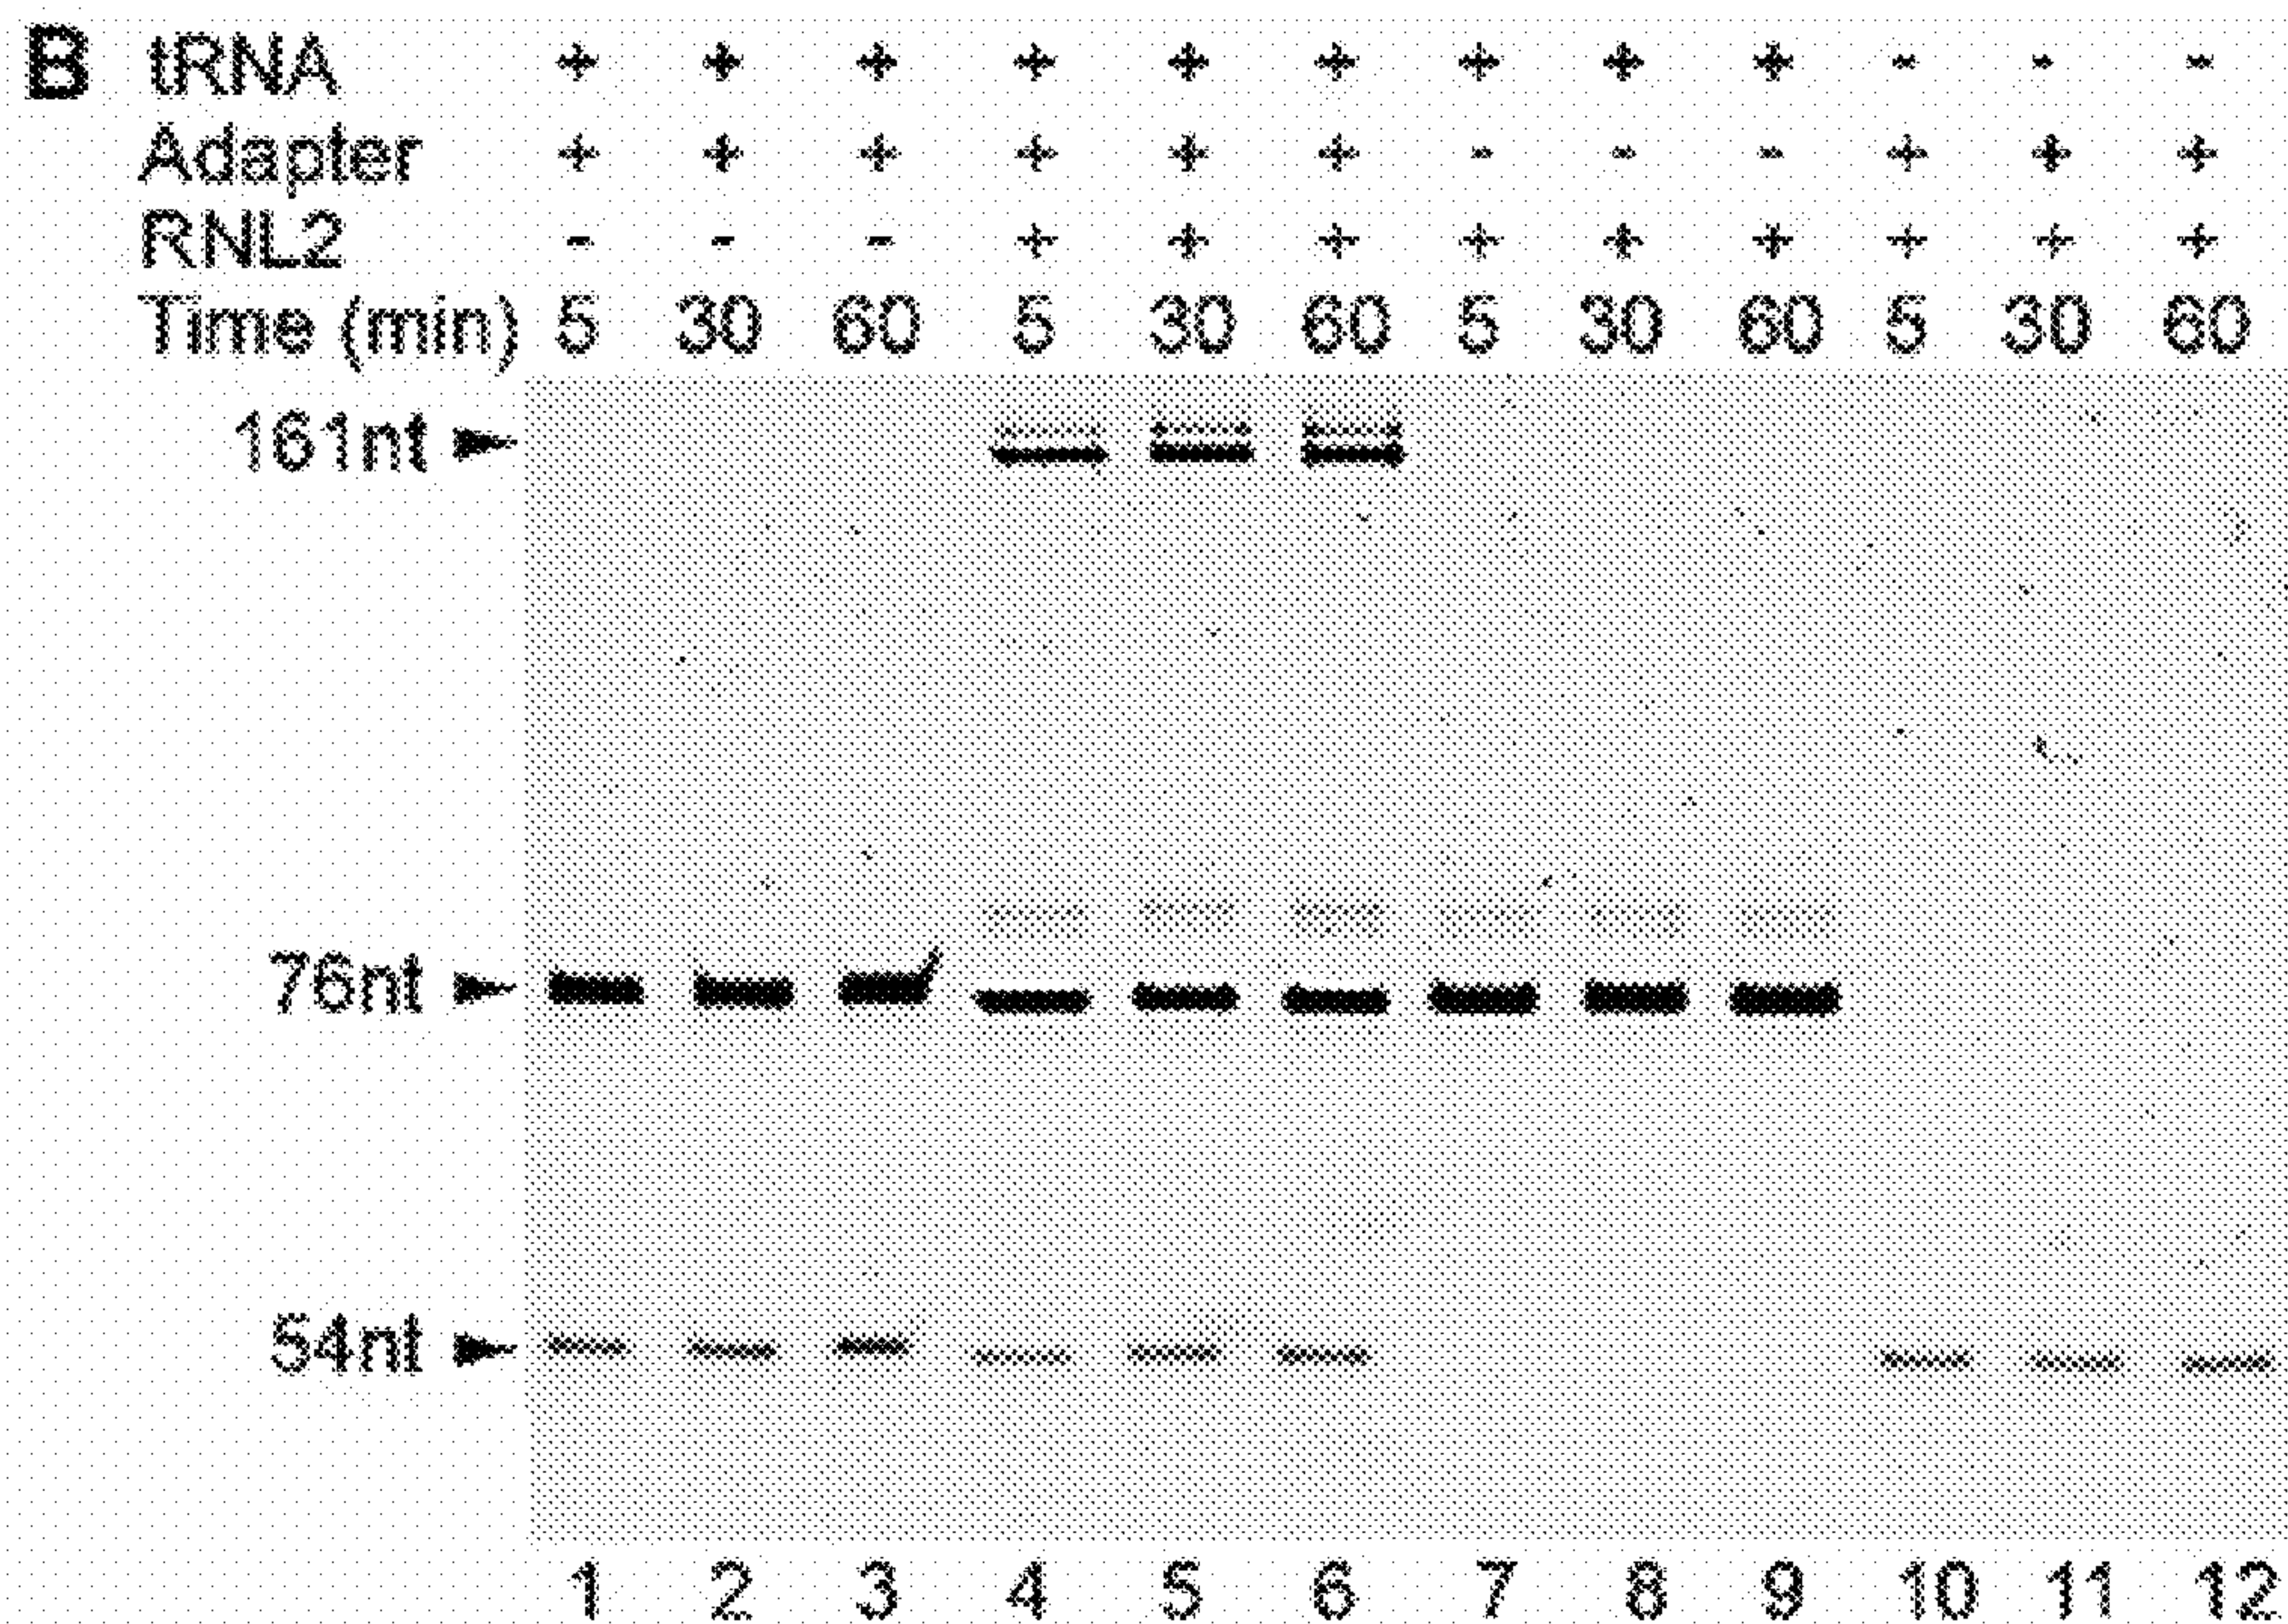 B tRNA + + + + + + + + + - - -
Adapter + + + + + + - - - + + +
RNL2 - - - + + + + + + + + +
Time (min) 5 30 60 5 30 60 5 30 60 5 30 60
161nt
76nt
54nt
1 2 3 4 5 6 7 8 9 10 11 12